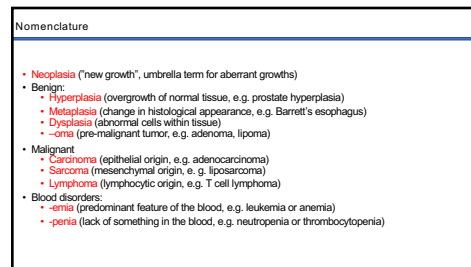 Nomenclature
• Neoplasia ("new growth", umbrella term for aberrant growths)
• Benign:
• Hyperplasia (overgrowth of normal tissue, e.g. prostate hyperplasia)
• Metaplasia (change in histological appearance, e.g. Barrett's esophagus)
• Dysplasia (abnormal cells within tissue)
• –oma (pre-malignant tumor, e.g. adenoma, lipoma)
• Malignant
• Carcinoma (epithelial origin, e.g. adenocarcinoma)
• Sarcoma (mesenchymal origin, e. g. liposarcoma)
• Lymphoma (lymphocytic origin, e.g. T cell lymphoma)
• Blood disorders:
• -emia (predominant feature of the blood, e.g. leukemia or anemia)
• -penia (lack of something in the blood, e.g. neutropenia or thrombocytopenia)